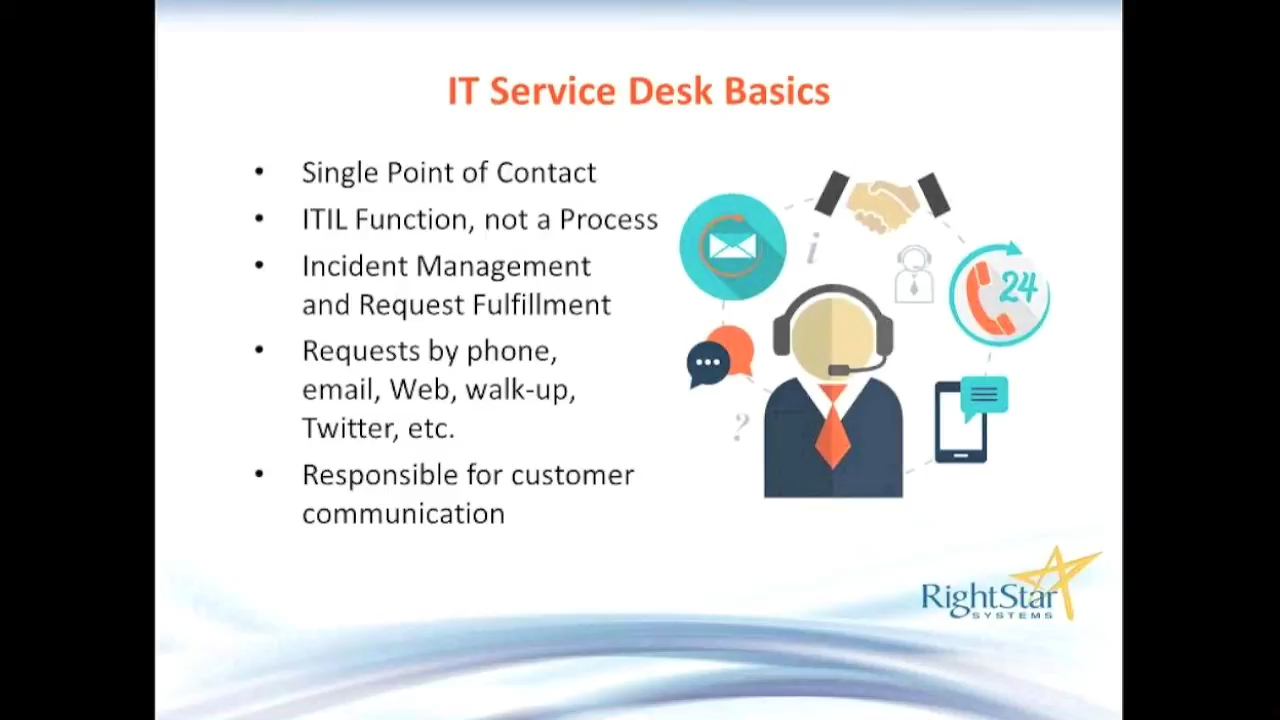 IT Service Desk Basics
• Single Point of Contact
• ITIL Function, not a Process
• Incident Management
and Request Fulfillment
• Requests by phone,
email, Web, walk-up,
Twitter, etc.
• Responsible for customer
communication
i
24
?
RightStar
SYSTEMS